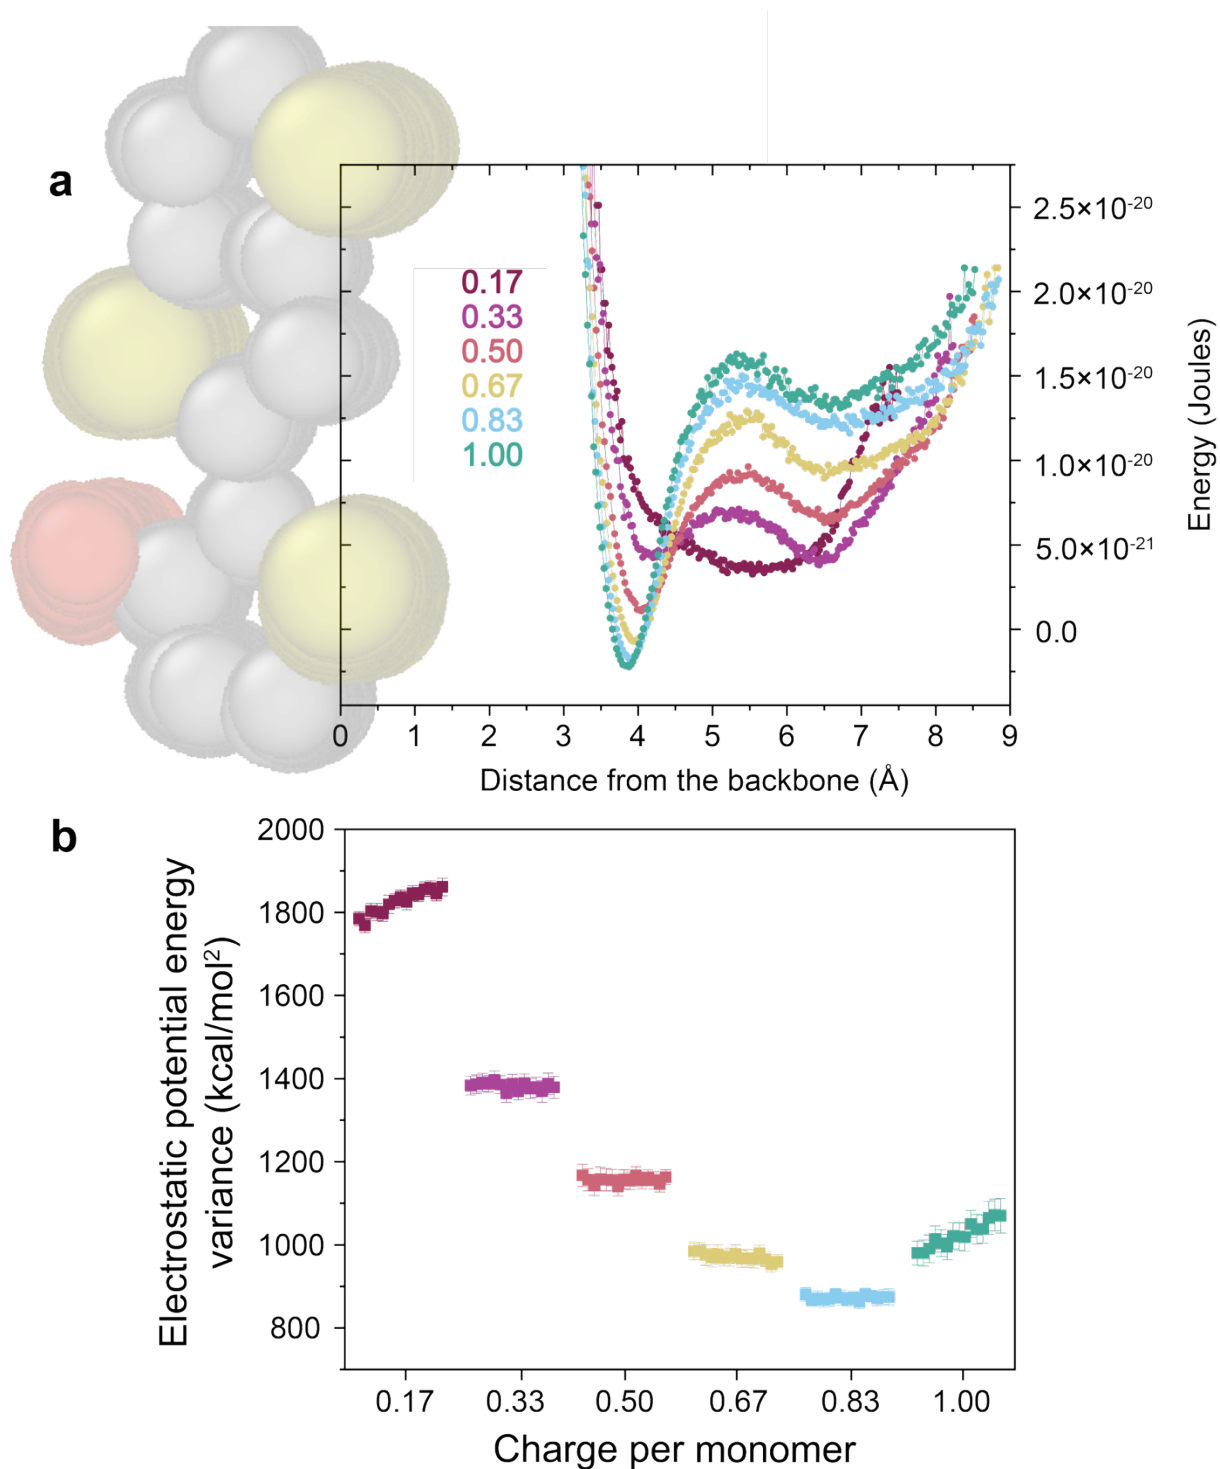 a
0.17
0.33
0.50
0.67
0.83
1.00
2.5×10⁻²⁰
2.0×10⁻²⁰
1.5×10⁻²⁰
1.0×10⁻²⁰
5.0×10⁻²¹
0.0
Energy (Joules)
0 1 2 3 4 5 6 7 8 9
Distance from the backbone (Å)
b
Electrostatic potential energy
variance (kcal/mol²)
2000
1800
1600
1400
1200
1000
800
0.17 0.33 0.50 0.67 0.83 1.00
Charge per monomer